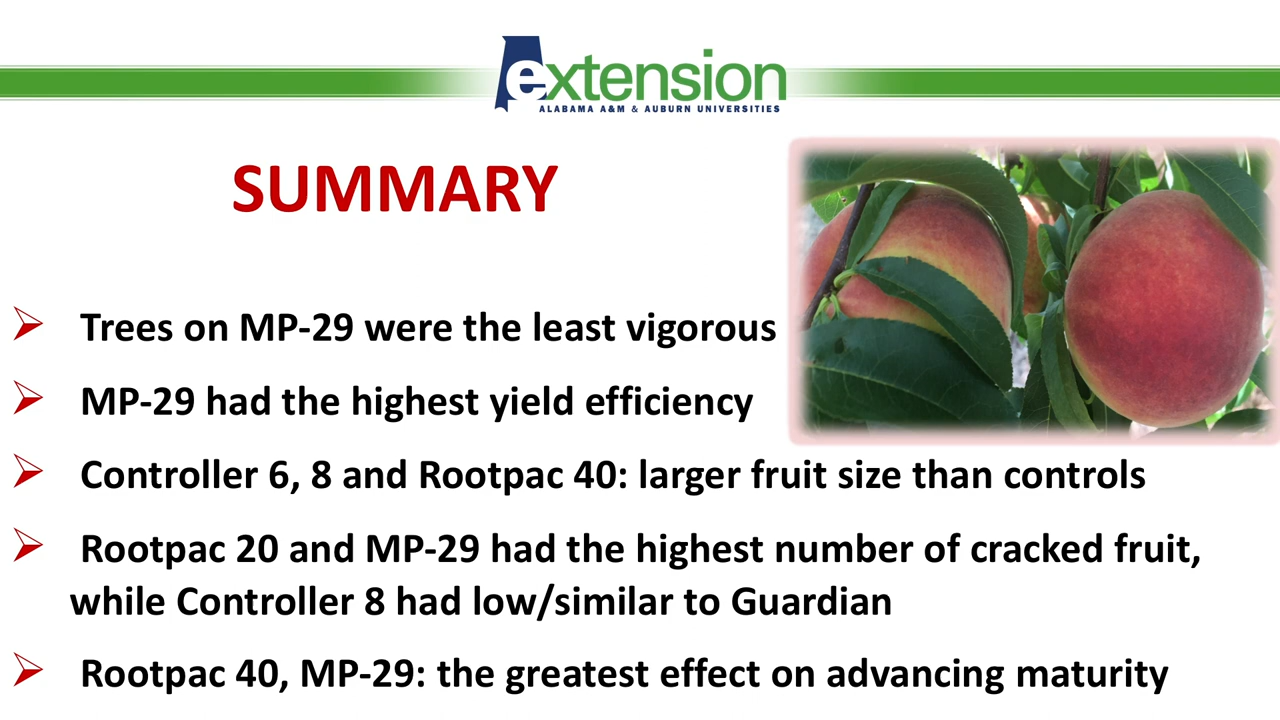 extension
ALABAMA A&M & AUBURN UNIVERSITIES
SUMMARY
➢ Trees on MP-29 were the least vigorous
➢ MP-29 had the highest yield efficiency
➢ Controller 6, 8 and Rootpac 40: larger fruit size than controls
➢ Rootpac 20 and MP-29 had the highest number of cracked fruit,
while Controller 8 had low/similar to Guardian
➢ Rootpac 40, MP-29: the greatest effect on advancing maturity